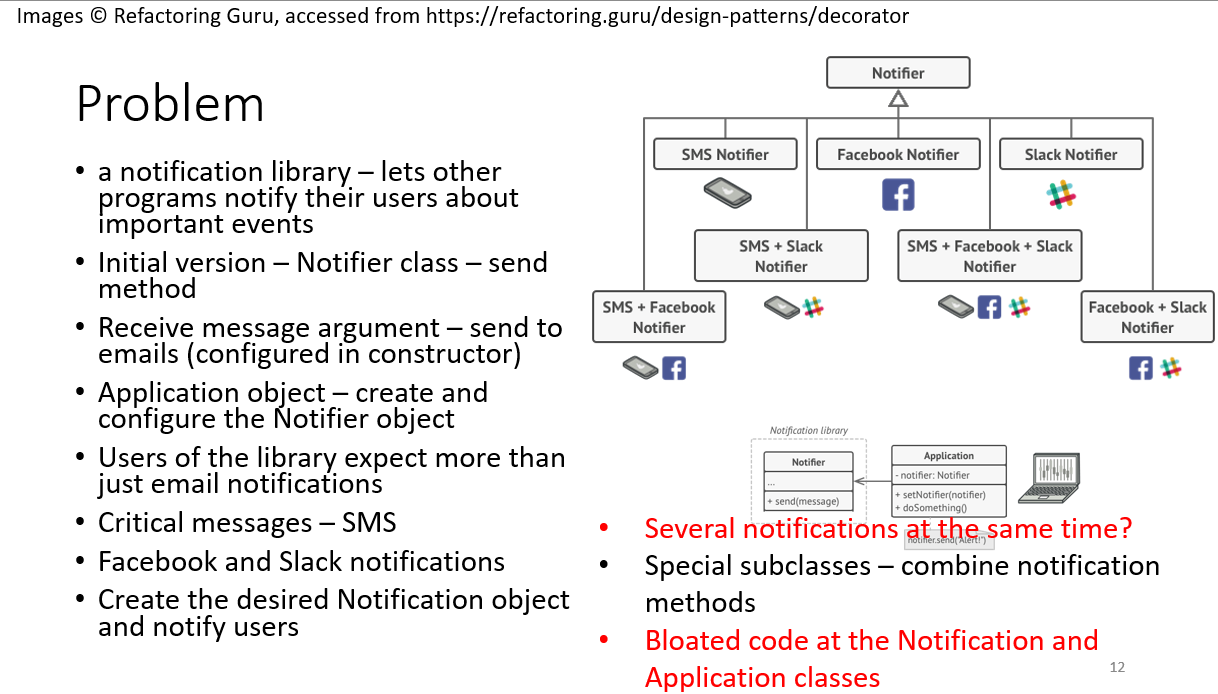 Images © Refactoring Guru, accessed from https://refactoring.guru/design-patterns/decorator
Problem
• a notification library – lets other
programs notify their users about
important events
• Initial version – Notifier class – send
method
• Receive message argument – send to
emails (configured in constructor)
• Application object – create and
configure the Notifier object
• Users of the library expect more than
just email notifications
• Critical messages – SMS
• Facebook and Slack notifications
• Create the desired Notification object
and notify users
Notifier
SMS Notifier
Facebook Notifier
Slack Notifier
SMS + Slack
Notifier
SMS + Facebook + Slack
Notifier
SMS + Facebook
Notifier
Facebook + Slack
Notifier
Notification library
Notifier
...
+ send(message)
Application
- notifier: Notifier
+ setNotifier(notifier)
+ doSomething()
notifier.send("Alert!")
• Several notifications at the same time?
• Special subclasses – combine notification
methods
• Bloated code at the Notification and
Application classes
12